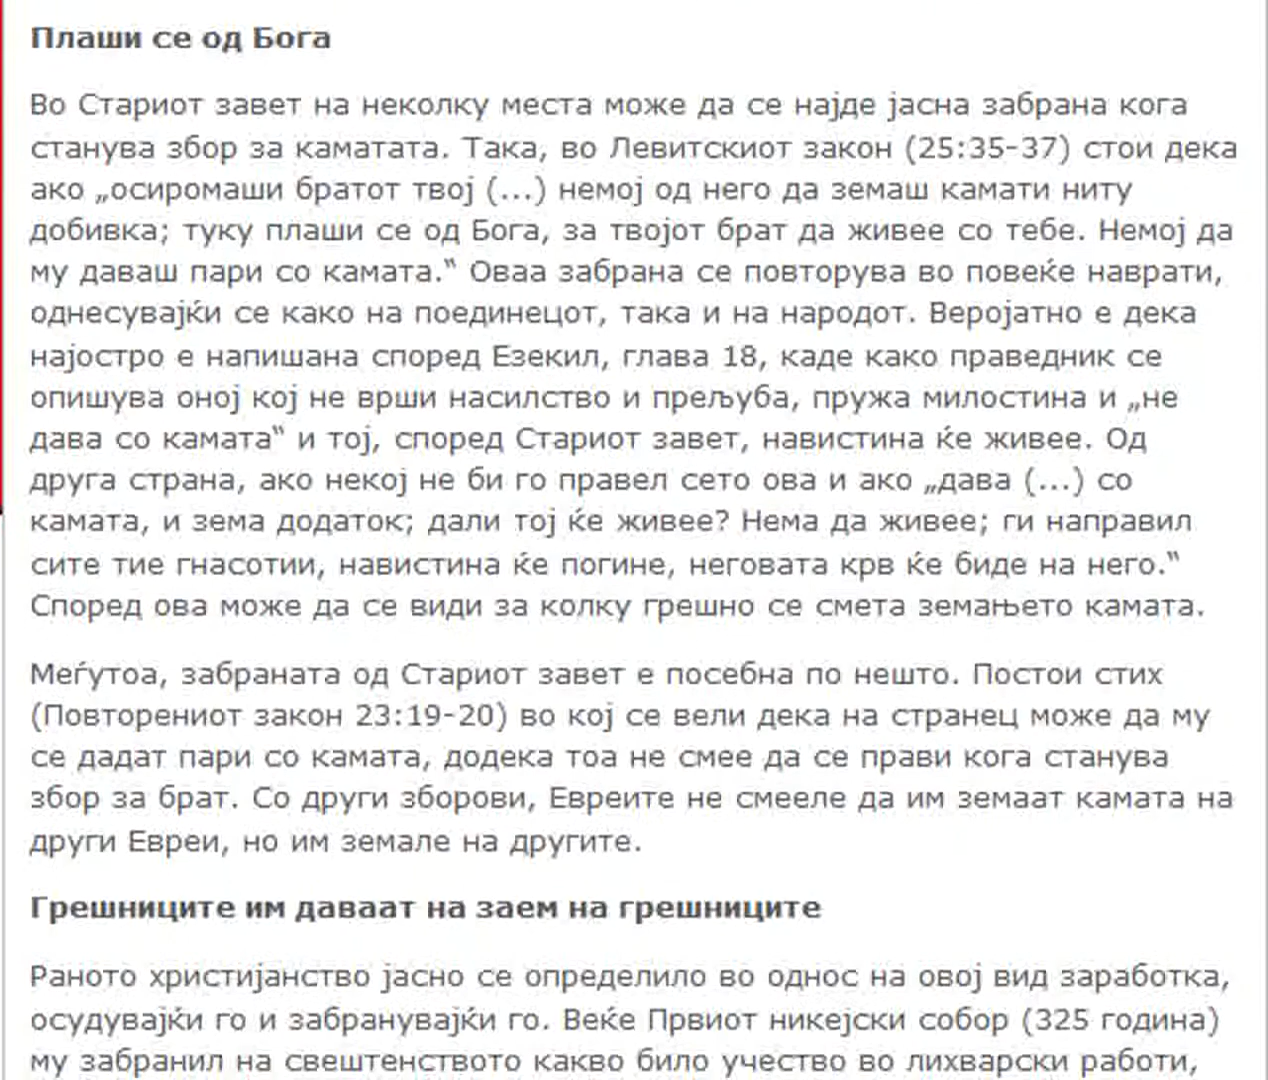 Плаши се од Бога
Во Стариот завет на неколку места може да се најде јасна забрана кога
станува збор за каматата. Така, во Левитскиот закон (25:35-37) стои дека
ако „осиромаши братот твој (...) немој од него да земаш камати ниту
добивка; туку плаши се од Бога, за твојот брат да живее со тебе. Немој да
му даваш пари со камата.“ Оваа забрана се повторува во повеќе наврати,
однесувајќи се како на поединецот, така и на народот. Веројатно е дека
најостро е напишана според Езекил, глава 18, каде како праведник се
опишува оној кој не врши насилство и прељуба, пружа милостина и „не
дава со камата“ и тој, според Стариот завет, навистина ќе живее. Од
друга страна, ако некој не би го правел сето ова и ако „дава (...) со
камата, и зема додаток; дали тој ќе живее? Нема да живее; ги направил
сите тие гнасотии, навистина ќе погине, неговата крв ќе биде на него.“
Според ова може да се види за колку грешно се смета земањето камата.
Меѓутоа, забраната од Стариот завет е посебна по нешто. Постои стих
(Повторениот закон 23:19-20) во кој се вели дека на странец може да му
се дадат пари со камата, додека тоа не смее да се прави кога станува
збор за брат. Со други зборови, Евреите не смееле да им земаат камата на
други Евреи, но им земале на другите.
Грешниците им даваат на заем на грешниците
Раното христијанство јасно се определило во однос на овој вид заработка,
осудувајќи го и забранувајќи го. Веќе Првиот никејски собор (325 година)
му забранил на свештенството какво било учество во лихварски работи,